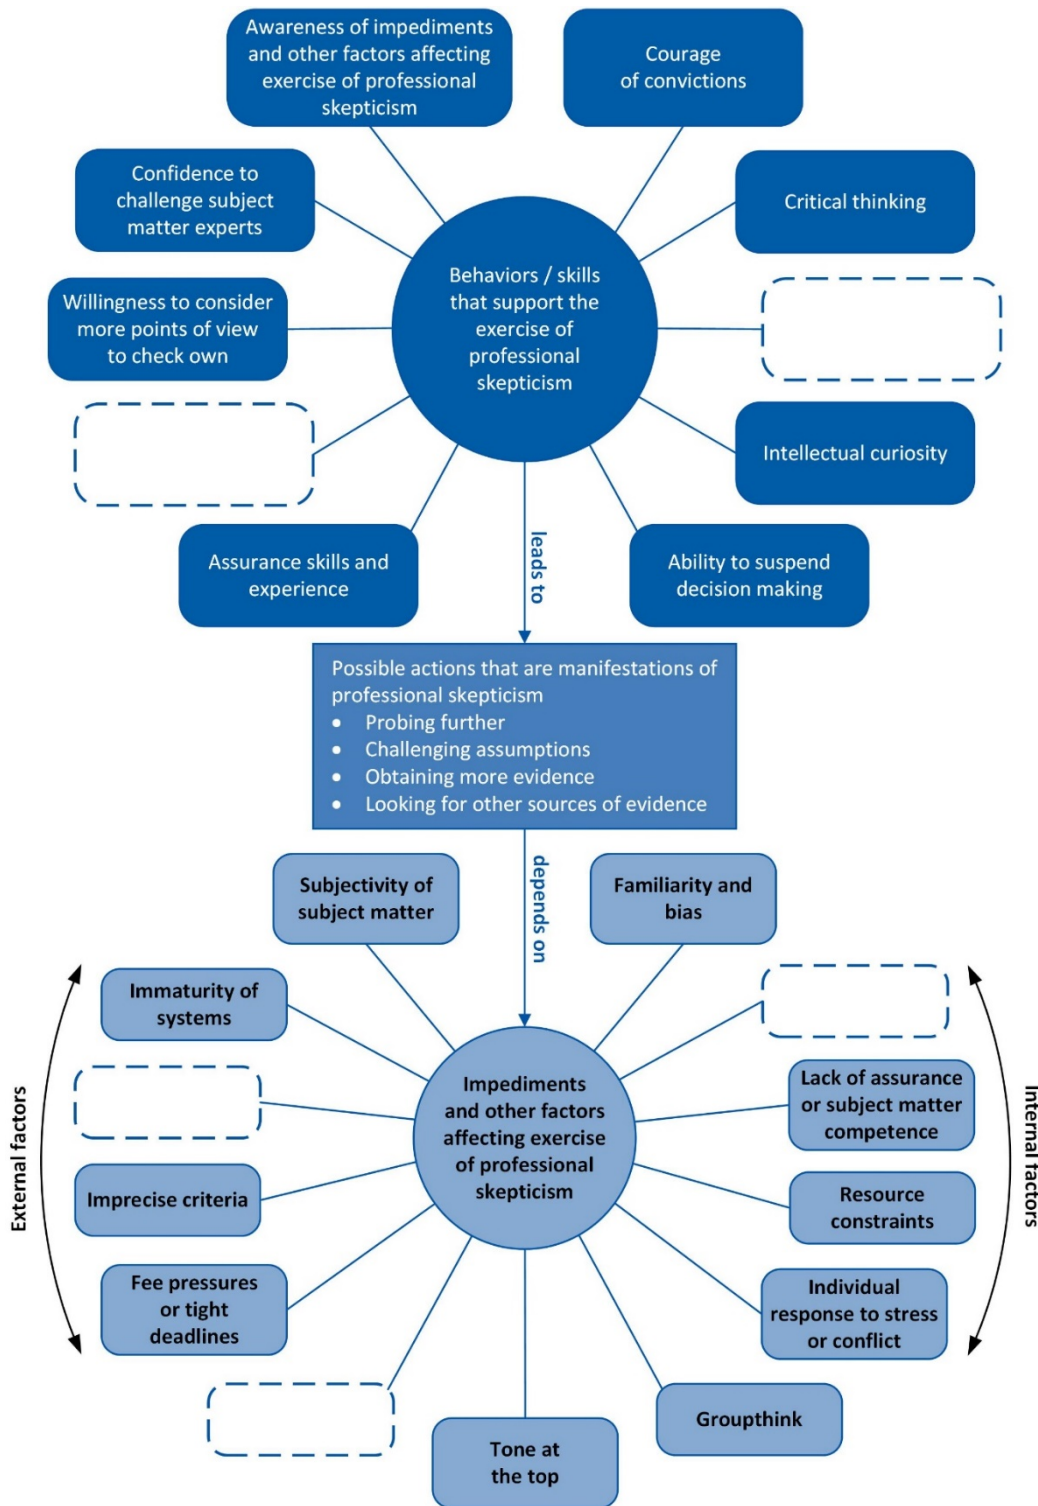 Awareness of impediments
and other factors affecting
exercise of professional
skepticism
Courage
of convictions
Confidence to
challenge subject
matter experts
Critical thinking
Behaviors / skills
that support the
exercise of
professional
skepticism
Willingness to consider
more points of view
to check own
Intellectual curiosity
Assurance skills and
experience
leads to
Ability to suspend
decision making
Possible actions that are manifestations of
professional skepticism
• Probing further
• Challenging assumptions
• Obtaining more evidence
• Looking for other sources of evidence
depends on
Subjectivity of
subject matter
Familiarity and
bias
Immaturity of
systems
External factors
Impediments
and other factors
affecting exercise
of professional
skepticism
Lack of assurance
or subject matter
competence
Internal factors
Imprecise criteria
Resource
constraints
Fee pressures
or tight
deadlines
Individual
response to stress
or conflict
Groupthink
Tone at
the top